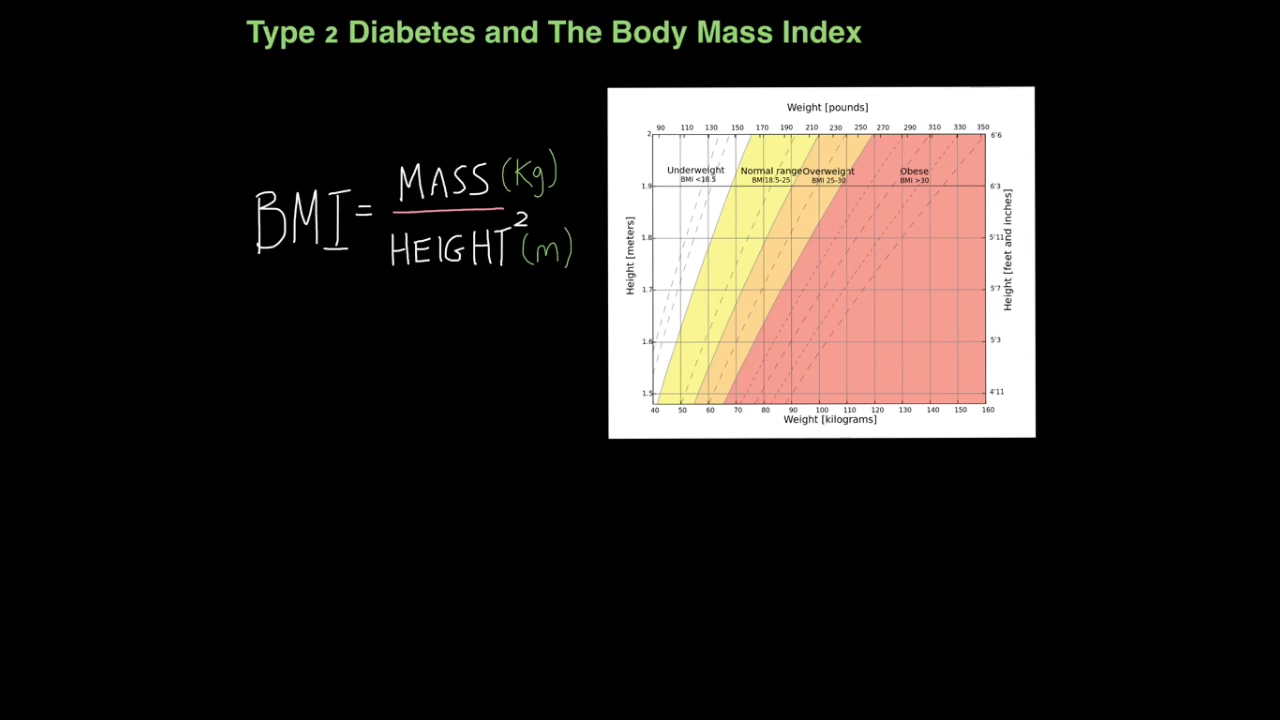 Type 2 Diabetes and The Body Mass Index
BMI = MASS (Kg)
HEIGHT² (m)
Weight [pounds]
90 110 130 150 170 190 210 230 250 270 290 310 330 350
2 6'6
Underweight Normal range Overweight Obese
BMI <18.5 BMI 18.5-25 BMI 25-30 BMI >30
1.9 6'3
1.8 5'11
1.7 5'7
1.6 5'3
1.5 4'11
Height [meters]
Height [feet and inches]
40 50 60 70 80 90 100 110 120 130 140 150 160
Weight [kilograms]